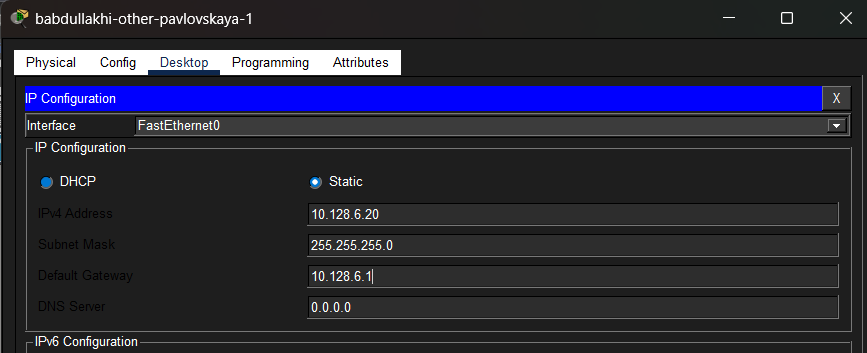 babdullakhi-other-pavlovskaya-1
Physical Config Desktop Programming Attributes
IP Configuration X
Interface FastEthernet0
IP Configuration
DHCP Static
IPv4 Address 10.128.6.20
Subnet Mask 255.255.255.0
Default Gateway 10.128.6.1
DNS Server 0.0.0.0
IPv6 Configuration